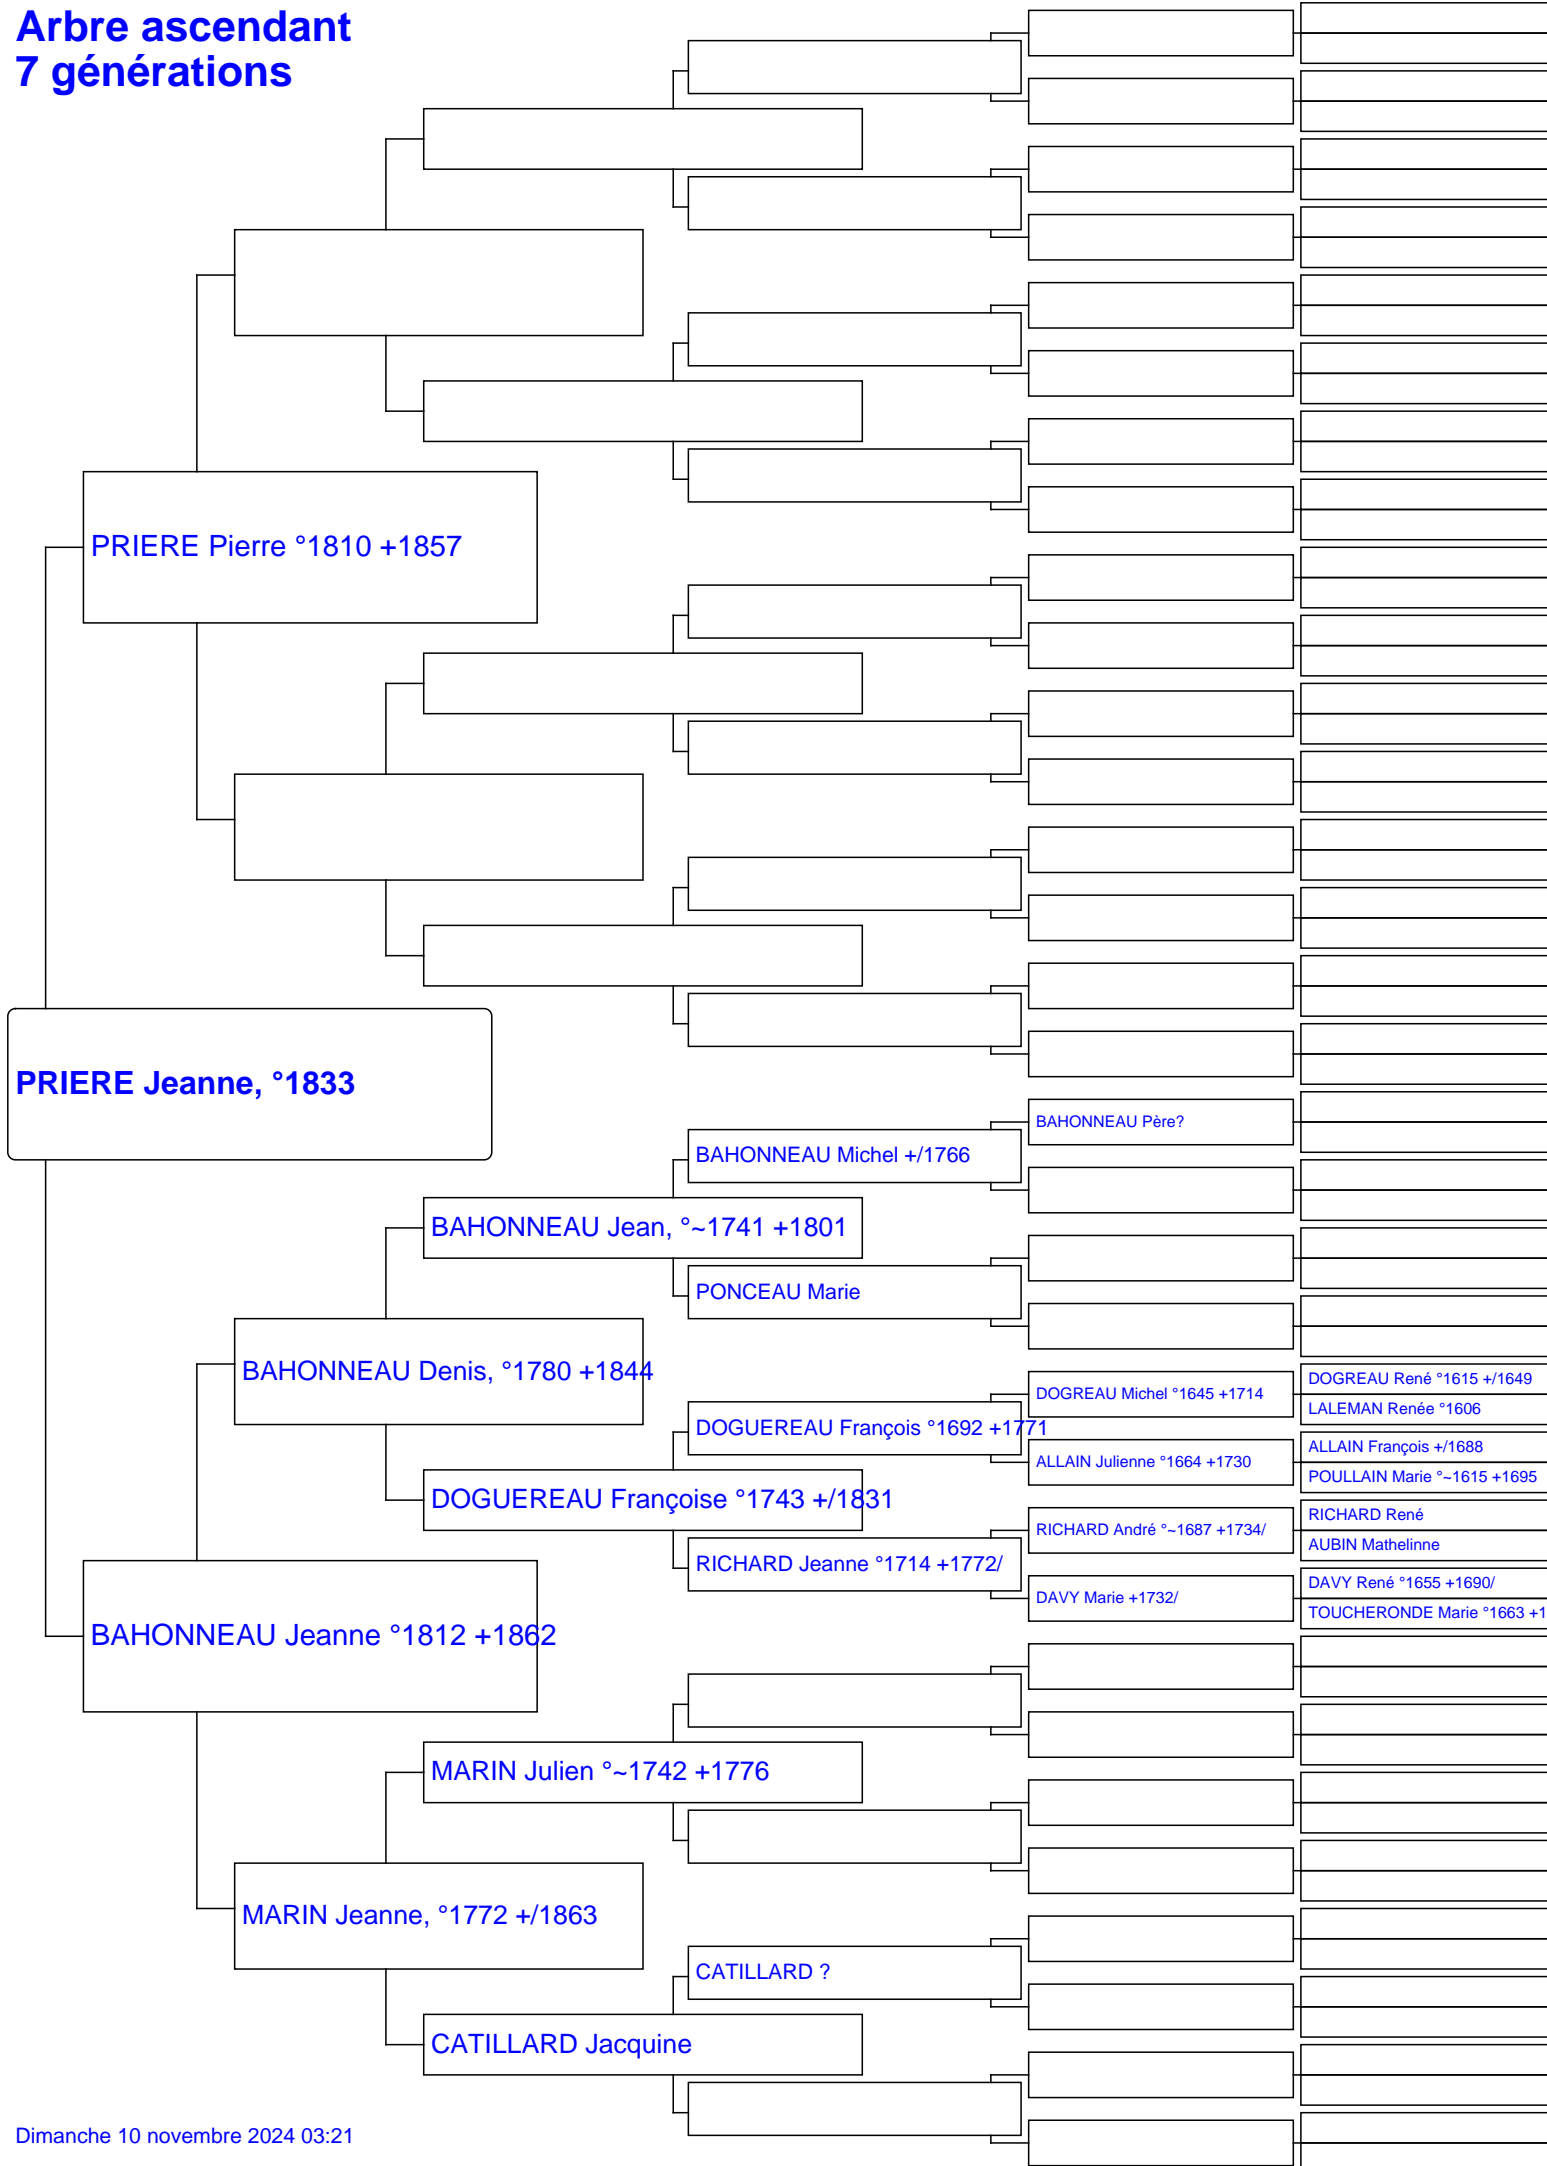 Arbre ascendant
7 générations
PRIERE Pierre °1810 +1857
PRIERE Jeanne, °1833
BAHONNEAU Père?
BAHONNEAU Michel +/1766
BAHONNEAU Jean, °~1741 +1801
PONCEAU Marie
BAHONNEAU Denis, °1780 +1844
DOGREAU René °1615 +/1649
DOGREAU Michel °1645 +1714
LALEMAN Renée °1606
DOGUEREAU François °1692 +1771
ALLAIN François +/1688
ALLAIN Julienne °1664 +1730
POULLAIN Marie °~1615 +1695
DOGUEREAU Françoise °1743 +/1831
RICHARD René
RICHARD André °~1687 +1734/
AUBIN Mathelinne
RICHARD Jeanne °1714 +1772/
DAVY René °1655 +1690/
DAVY Marie +1732/
TOUCHERONDE Marie °1663 +1
BAHONNEAU Jeanne °1812 +1862
MARIN Julien °~1742 +1776
MARIN Jeanne, °1772 +/1863
CATILLARD ?
CATILLARD Jacquine
Dimanche 10 novembre 2024 03:21